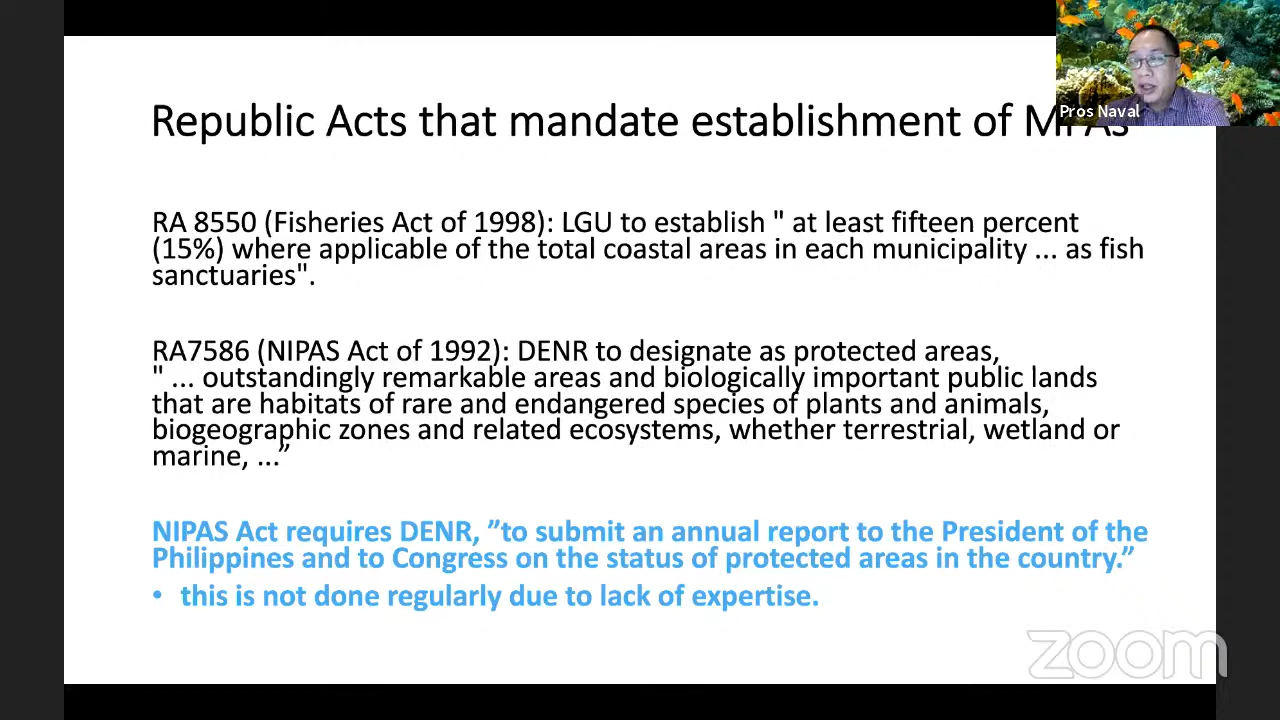 Republic Acts that mandate establishment of MPAs
Pros Naval
RA 8550 (Fisheries Act of 1998): LGU to establish " at least fifteen percent
(15%) where applicable of the total coastal areas in each municipality ... as fish
sanctuaries".
RA7586 (NIPAS Act of 1992): DENR to designate as protected areas,
" ... outstandingly remarkable areas and biologically important public lands
that are habitats of rare and endangered species of plants and animals,
biogeographic zones and related ecosystems, whether terrestrial, wetland or
marine, ...”
NIPAS Act requires DENR, ”to submit an annual report to the President of the
Philippines and to Congress on the status of protected areas in the country.”
• this is not done regularly due to lack of expertise.
zoom